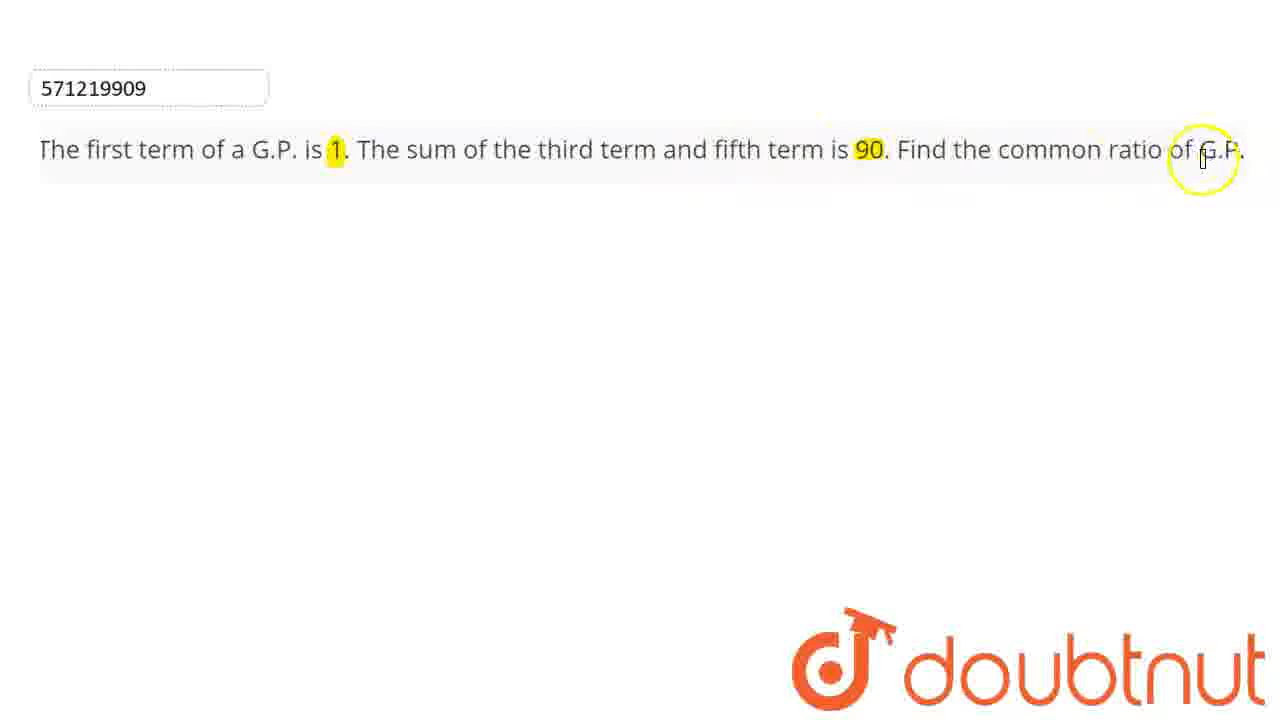 571219909
The first term of a G.P. is 1. The sum of the third term and fifth term is 90. Find the common ratio of G.P.
doubtnut